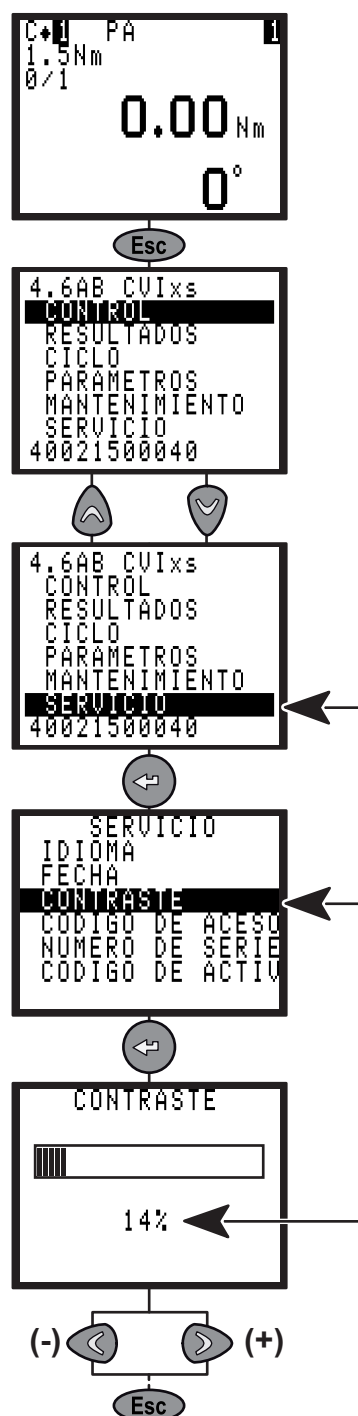 C♦1 PA 1
1.5Nm
0/1
0.00 Nm
0°
Esc
4.6AB CVIxs
CONTROL
RESULTADOS
CICLO
PARAMETROS
MANTENIMIENTO
SERVICIO
40021500040
4.6AB CVIxs
CONTROL
RESULTADOS
CICLO
PARAMETROS
MANTENIMIENTO
SERVICIO
40021500040
SERVICIO
IDIOMA
FECHA
CONTRASTE
CODIGO DE ACESO
NUMERO DE SERIE
CODIGO DE ACTIV
CONTRASTE
14%
(-) (+)
Esc